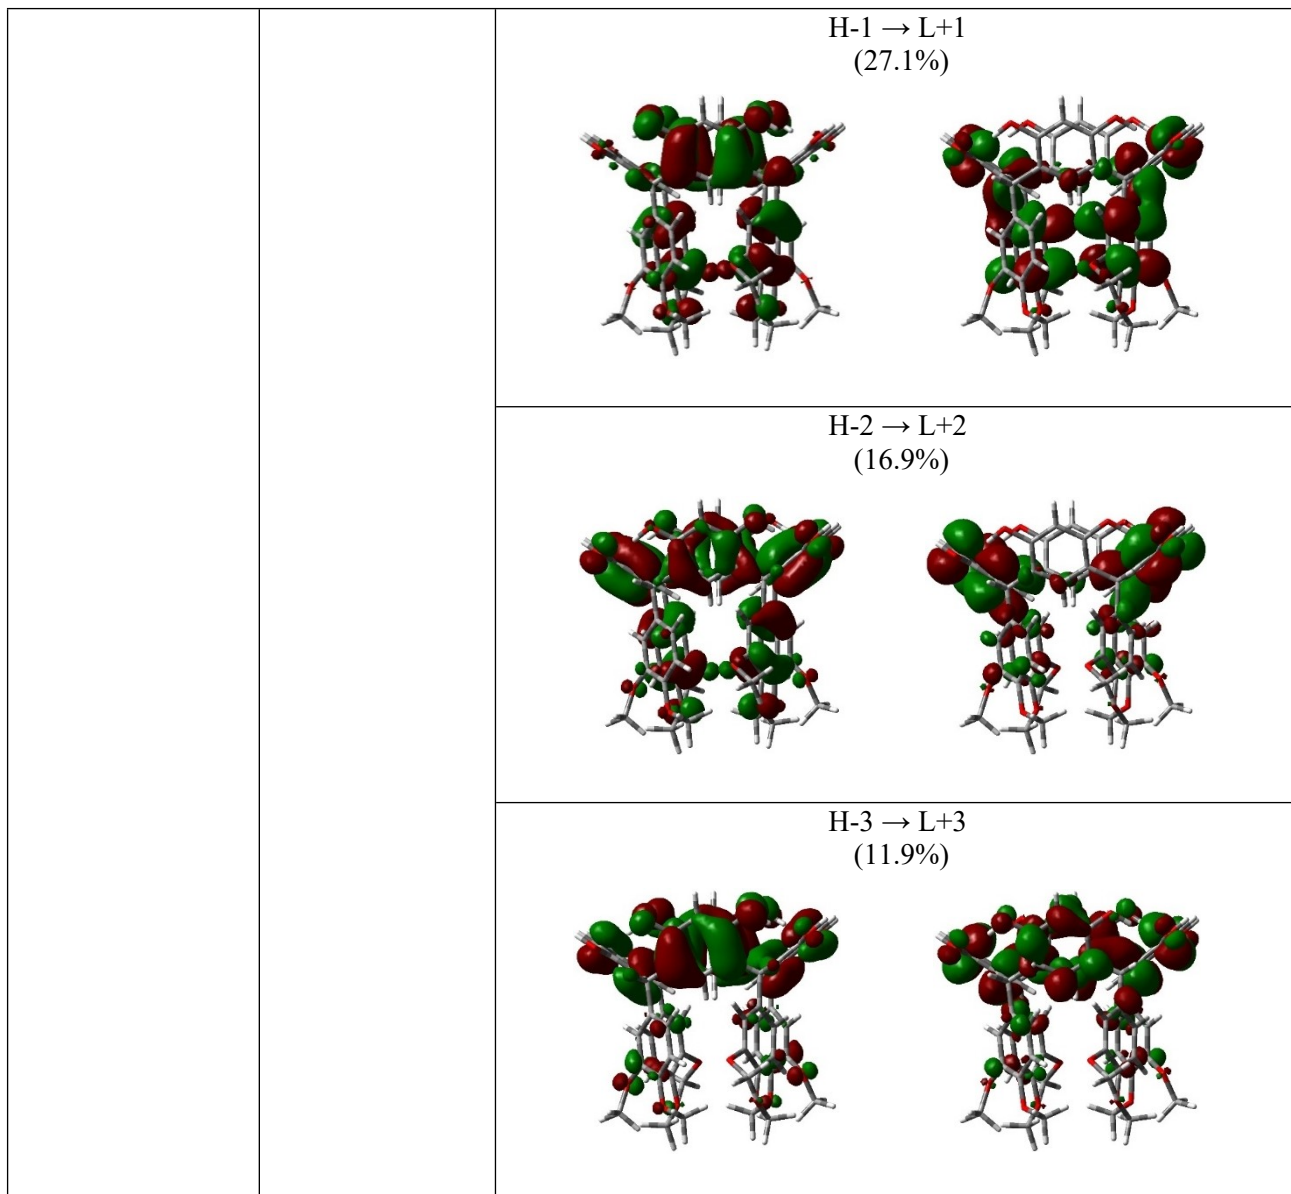 H-1 → L+1
(27.1%)
H-2 → L+2
(16.9%)
H-3 → L+3
(11.9%)